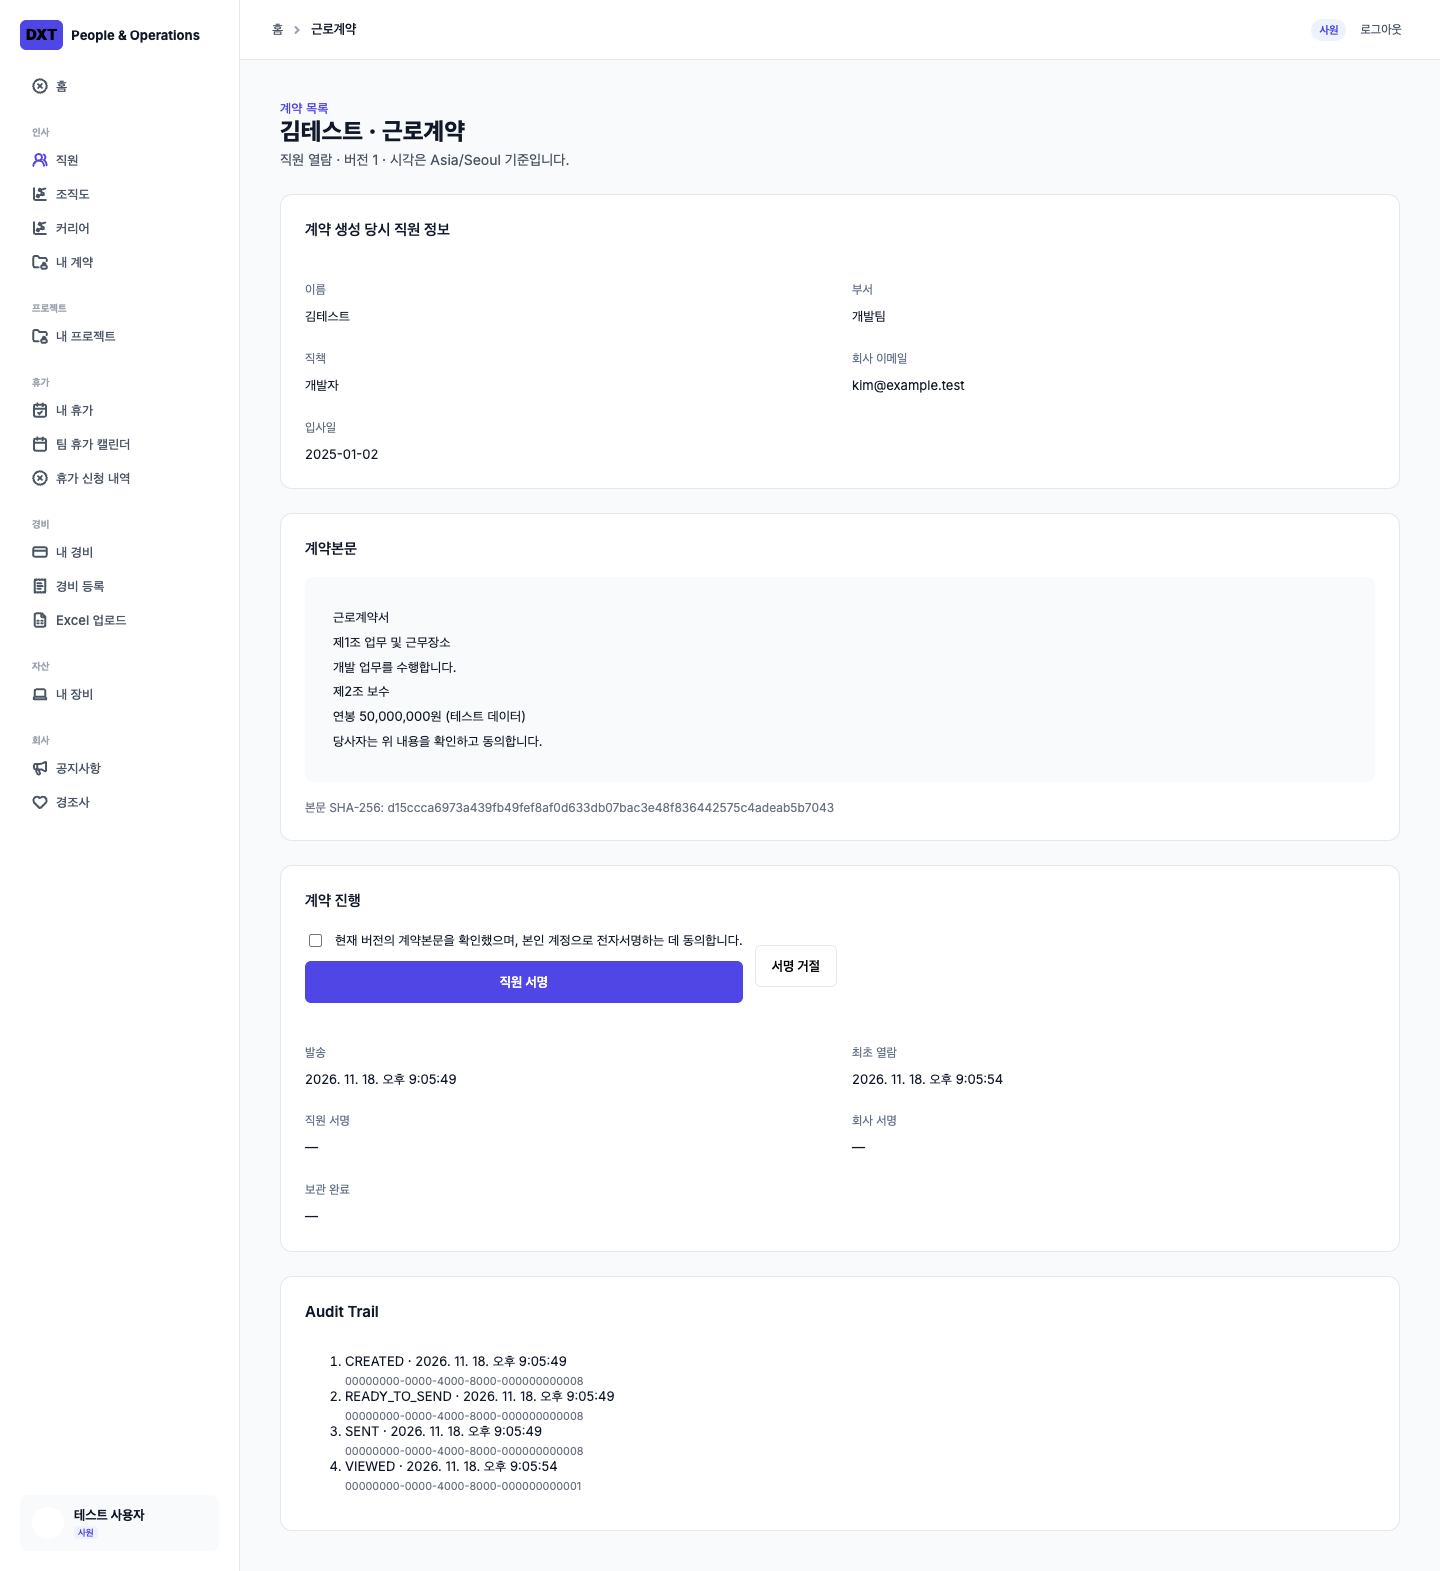 DXT People & Operations
홈
인사
직원
조직도
커리어
내 계약
프로젝트
내 프로젝트
휴가
내 휴가
팀 휴가 캘린더
휴가 신청 내역
경비
내 경비
경비 등록
Excel 업로드
자산
내 장비
회사
공지사항
경조사
테스트 사용자
사원
홈 > 근로계약
사원 로그아웃
계약 목록
김테스트 · 근로계약
직원 열람 · 버전 1 · 시각은 Asia/Seoul 기준입니다.
계약 생성 당시 직원 정보
이름
김테스트
부서
개발팀
직책
개발자
회사 이메일
kim@example.test
입사일
2025-01-02
계약본문
근로계약서
제1조 업무 및 근무장소
개발 업무를 수행합니다.
제2조 보수
연봉 50,000,000원 (테스트 데이터)
당사자는 위 내용을 확인하고 동의합니다.
본문 SHA-256: d15ccca6973a439fb49fef8af0d633db07bac3e48f836442575c4adeab5b7043
계약 진행
현재 버전의 계약본문을 확인했으며, 본인 계정으로 전자서명하는 데 동의합니다.
직원 서명
서명 거절
발송
2026. 11. 18. 오후 9:05:49
최초 열람
2026. 11. 18. 오후 9:05:54
직원 서명
—
회사 서명
—
보관 완료
—
Audit Trail
1. CREATED · 2026. 11. 18. 오후 9:05:49
00000000-0000-4000-8000-000000000008
2. READY_TO_SEND · 2026. 11. 18. 오후 9:05:49
00000000-0000-4000-8000-000000000008
3. SENT · 2026. 11. 18. 오후 9:05:49
00000000-0000-4000-8000-000000000008
4. VIEWED · 2026. 11. 18. 오후 9:05:54
00000000-0000-4000-8000-000000000001